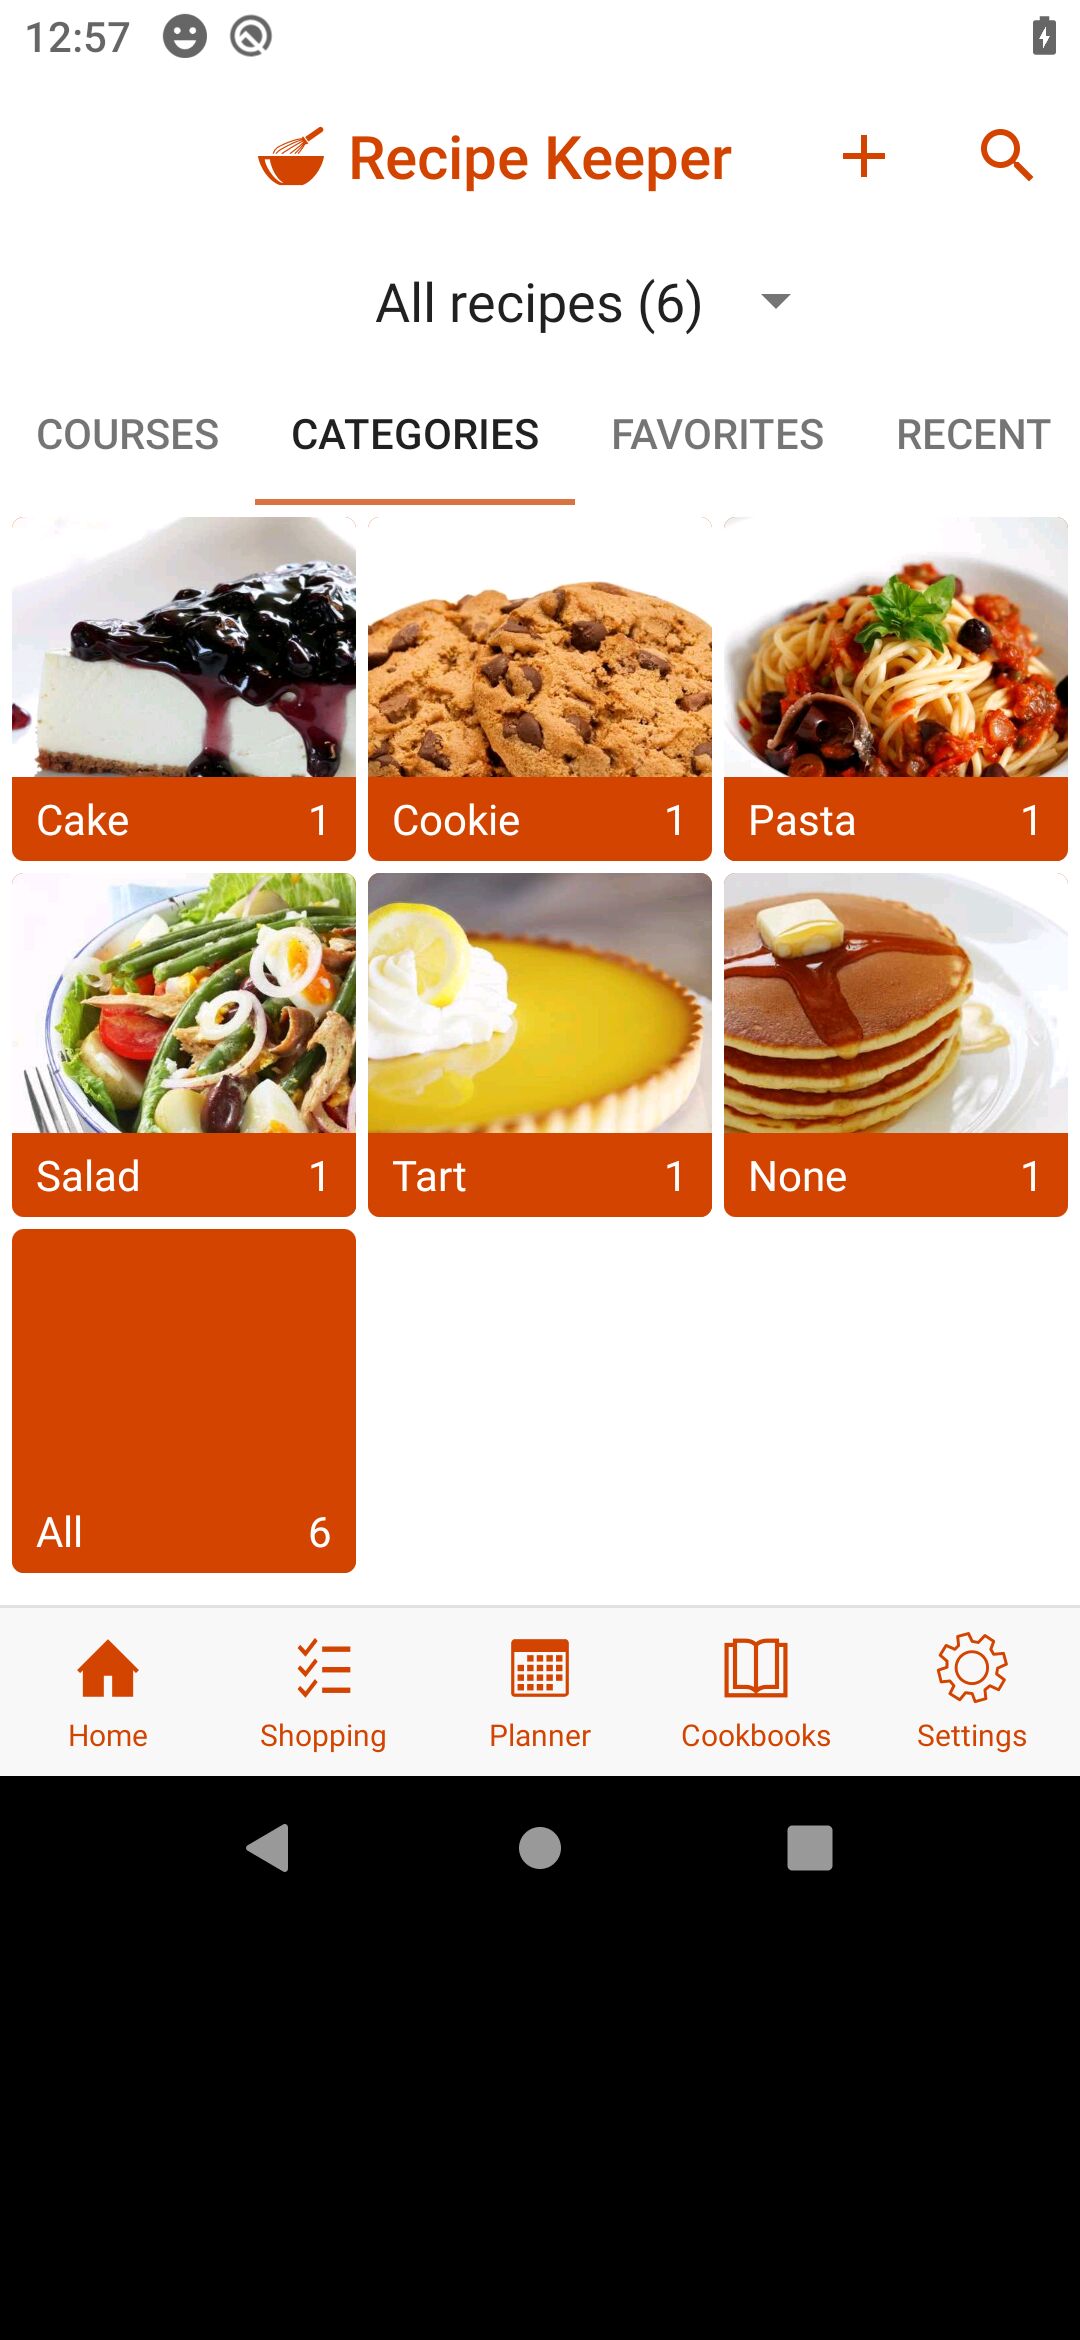 12:57
Recipe Keeper
All recipes (6)
COURSES CATEGORIES FAVORITES RECENT
Cake 1 Cookie 1 Pasta 1
Salad 1 Tart 1 None 1
All 6
Home Shopping Planner Cookbooks Settings